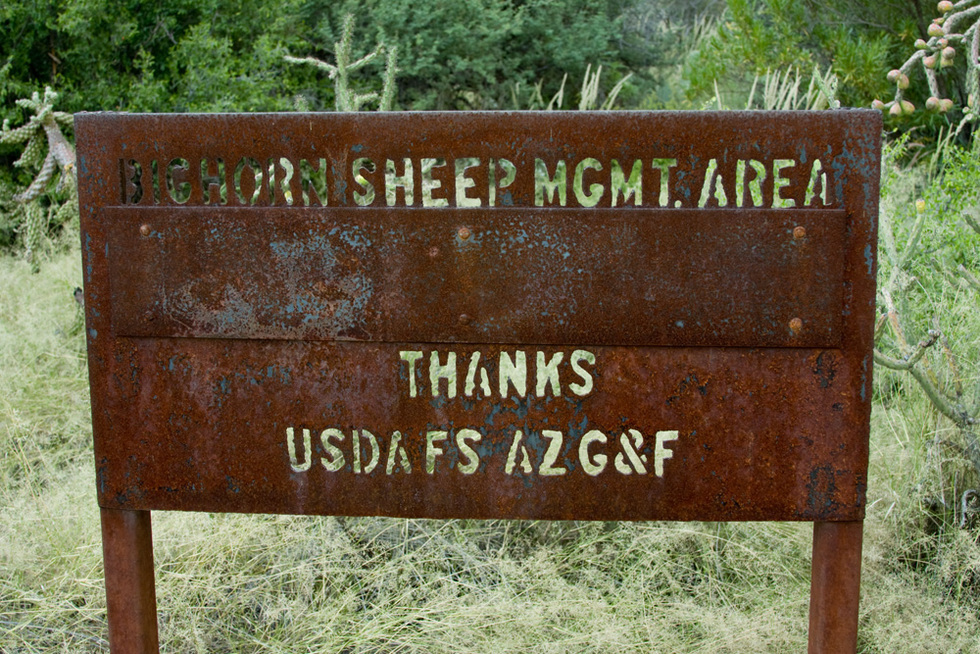 BIGHORN SHEEP MGMT. AREA
THANKS
USDA FS AZG&F